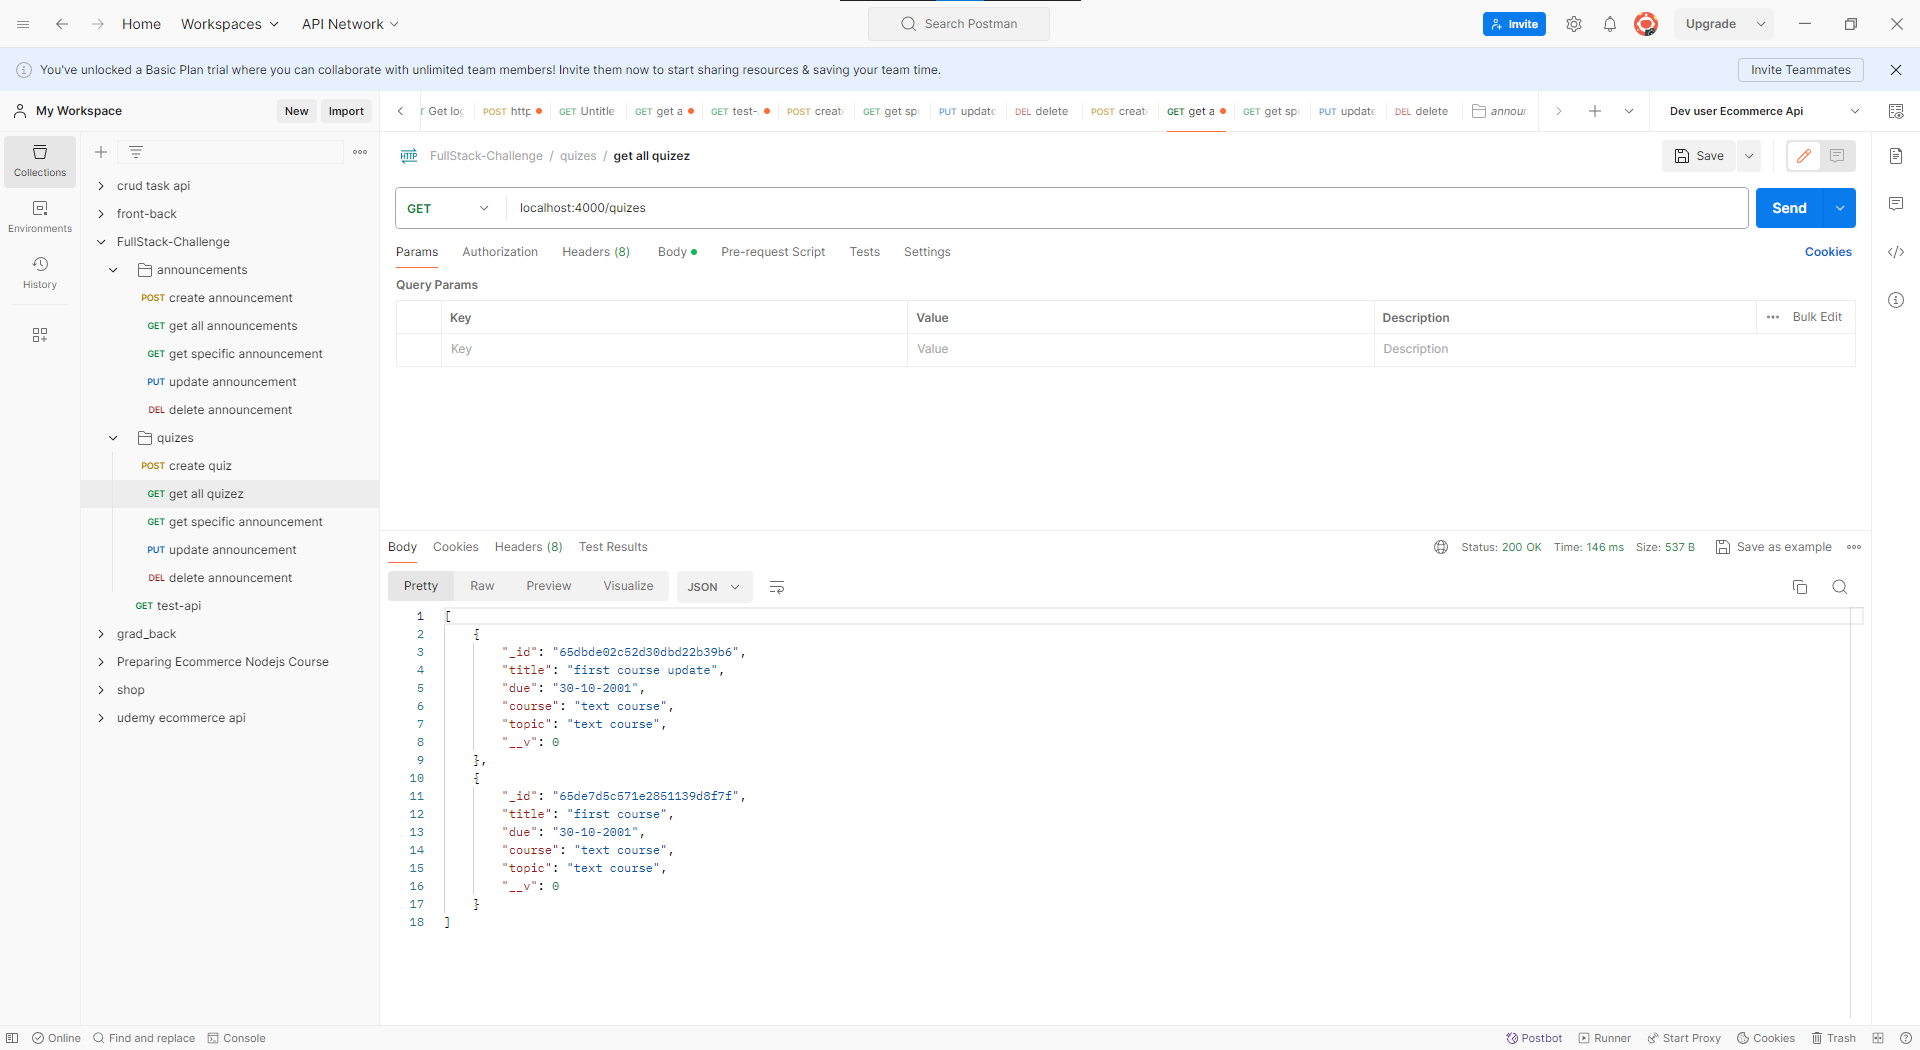 Home Workspaces API Network Search Postman Invite Upgrade
You've unlocked a Basic Plan trial where you can collaborate with unlimited team members! Invite them now to start sharing resources & saving your team time. Invite Teammates
My Workspace New Import Get log POST http GET Untitle GET get a GET test-. POST creat GET get sp PUT update DEL delete POST creat GET get a GET get sp PUT update DEL delete announ Dev user Ecommerce Api
Collections
Environments
History
crud task api
front-back
FullStack-Challenge
announcements
POST create announcement
GET get all announcements
GET get specific announcement
PUT update announcement
DEL delete announcement
quizes
POST create quiz
GET get all quizez
GET get specific announcement
PUT update announcement
DEL delete announcement
GET test-api
grad_back
Preparing Ecommerce Nodejs Course
shop
udemy ecommerce api
HTTP FullStack-Challenge / quizes / get all quizez Save
GET localhost:4000/quizes Send
Params Authorization Headers (8) Body Pre-request Script Tests Settings Cookies
Query Params
Key Value Description Bulk Edit
Key Value Description
Body Cookies Headers (8) Test Results Status: 200 OK Time: 146 ms Size: 537 B Save as example
Pretty Raw Preview Visualize JSON
1 [
2 {
3 "_id": "65dbde02c52d30dbd22b39b6",
4 "title": "first course update",
5 "due": "30-10-2001",
6 "course": "text course",
7 "topic": "text course",
8 "__v": 0
9 },
10 {
11 "_id": "65de7d5c571e2851139d8f7f",
12 "title": "first course",
13 "due": "30-10-2001",
14 "course": "text course",
15 "topic": "text course",
16 "__v": 0
17 }
18 ]
Online Find and replace Console Postbot Runner Start Proxy Cookies Trash